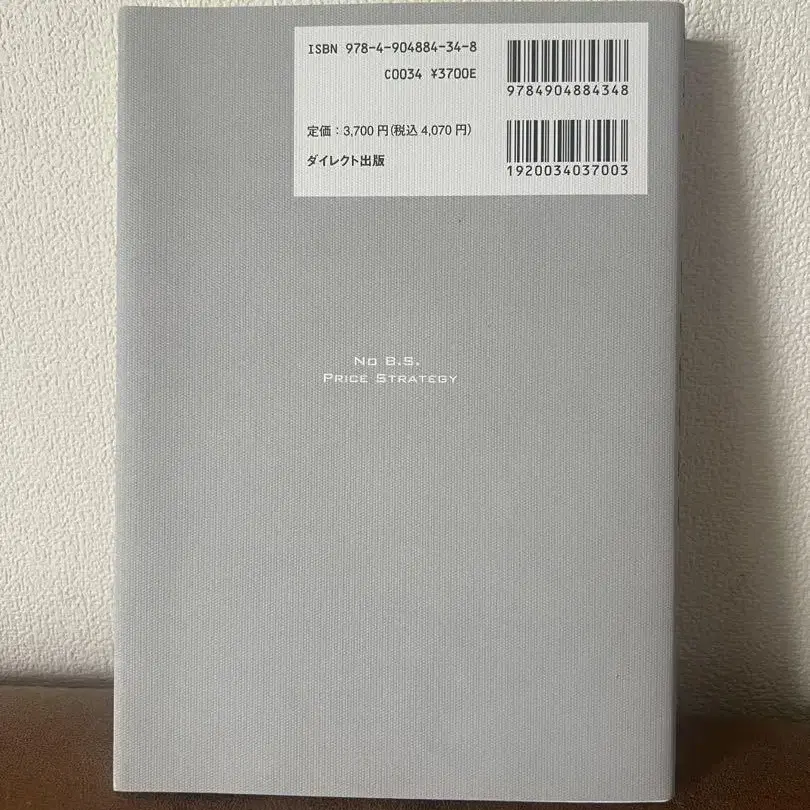 ISBN 978-4-904884-34-8
C0034 ¥3700E
9784904884348
定価：3,700円(税込4,070円)
ダイレクト出版
1920034037003
No B.S.
Price Strategy